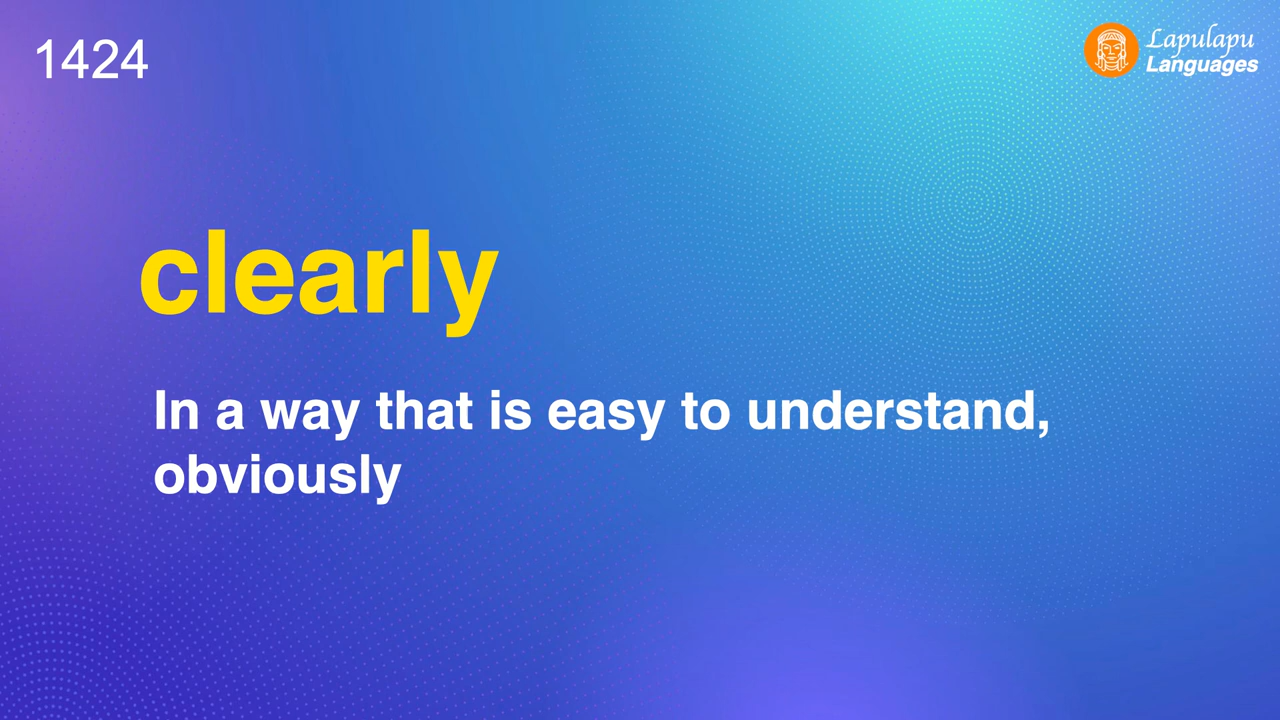 1424
Lapulapu
Languages
clearly
In a way that is easy to understand,
obviously